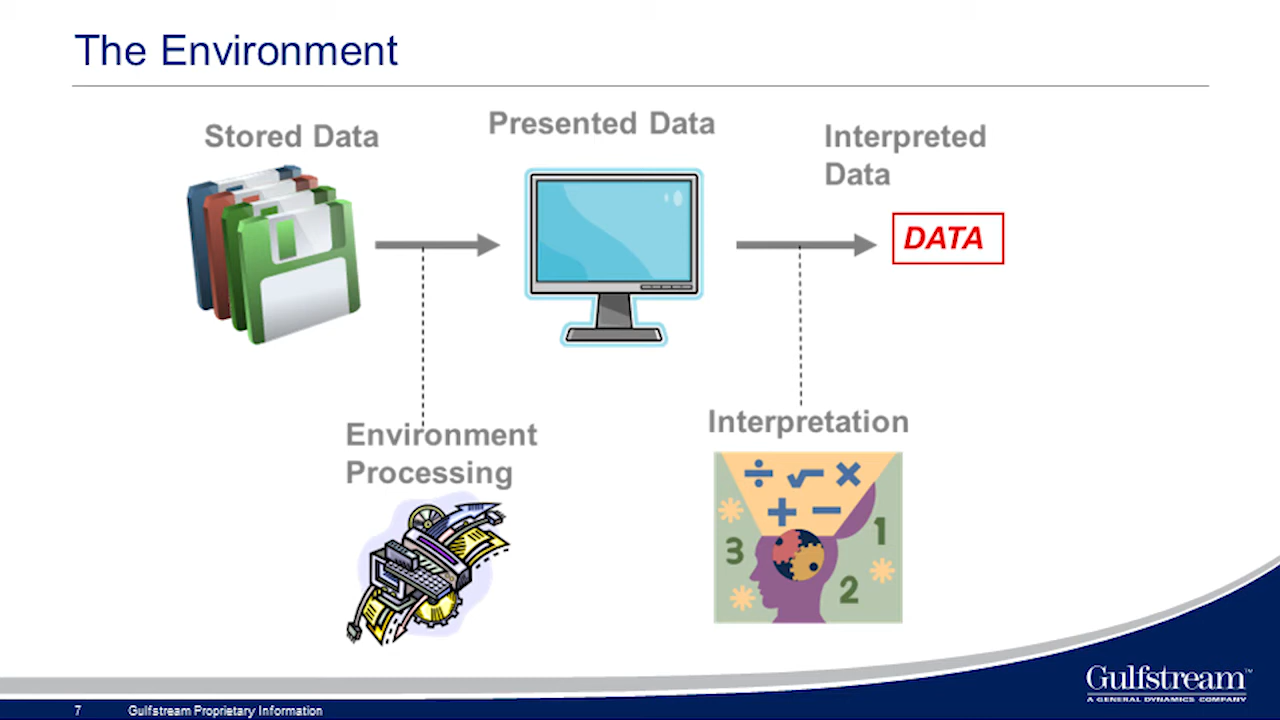 The Environment
Stored Data
Presented Data
Interpreted
Data
DATA
Environment
Processing
Interpretation
÷ √ ×
+ −
3
1
2
Gulfstream™
A GENERAL DYNAMICS COMPANY
7
Gulfstream Proprietary Information